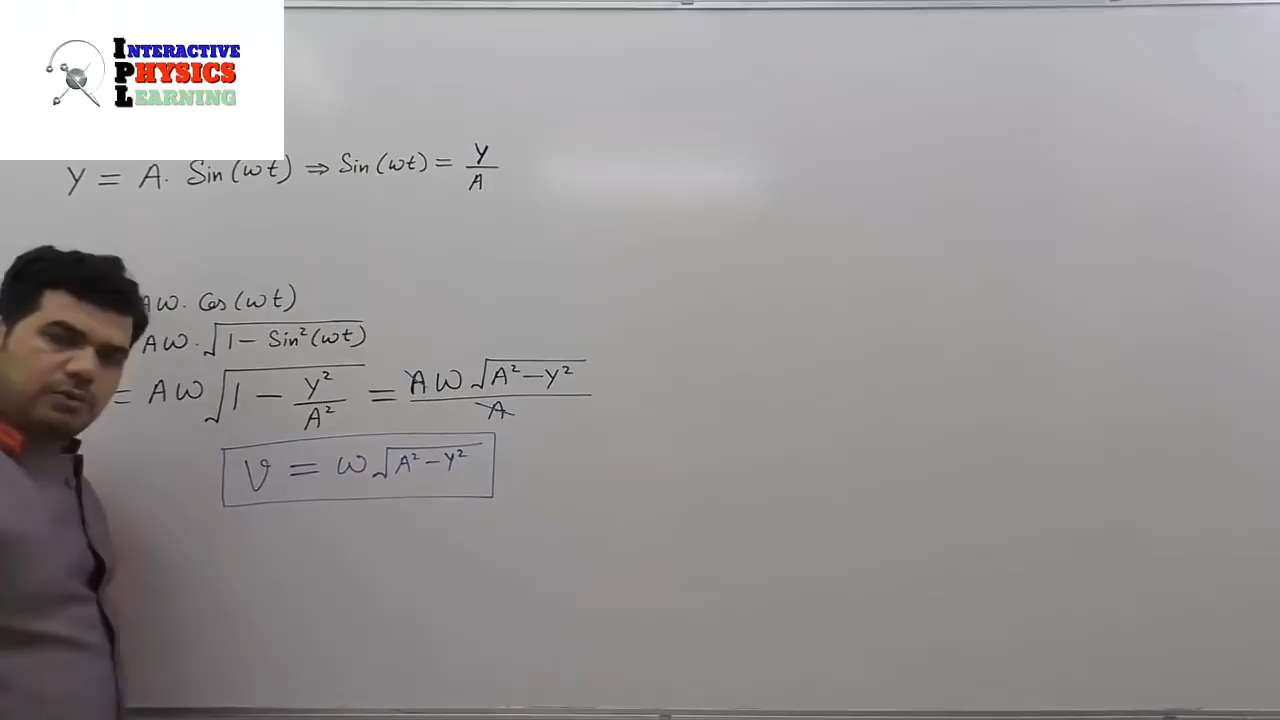 INTERACTIVE
PHYSICS
LEARNING
Y = A. Sin(ωt) ⇒ Sin(ωt) = Y/A
Aω. Cos(ωt)
Aω. √(1 - Sin²(ωt))
= Aω √(1 - Y²/A²) = Aω √(A² - Y²)/A
V = ω √(A² - Y²)